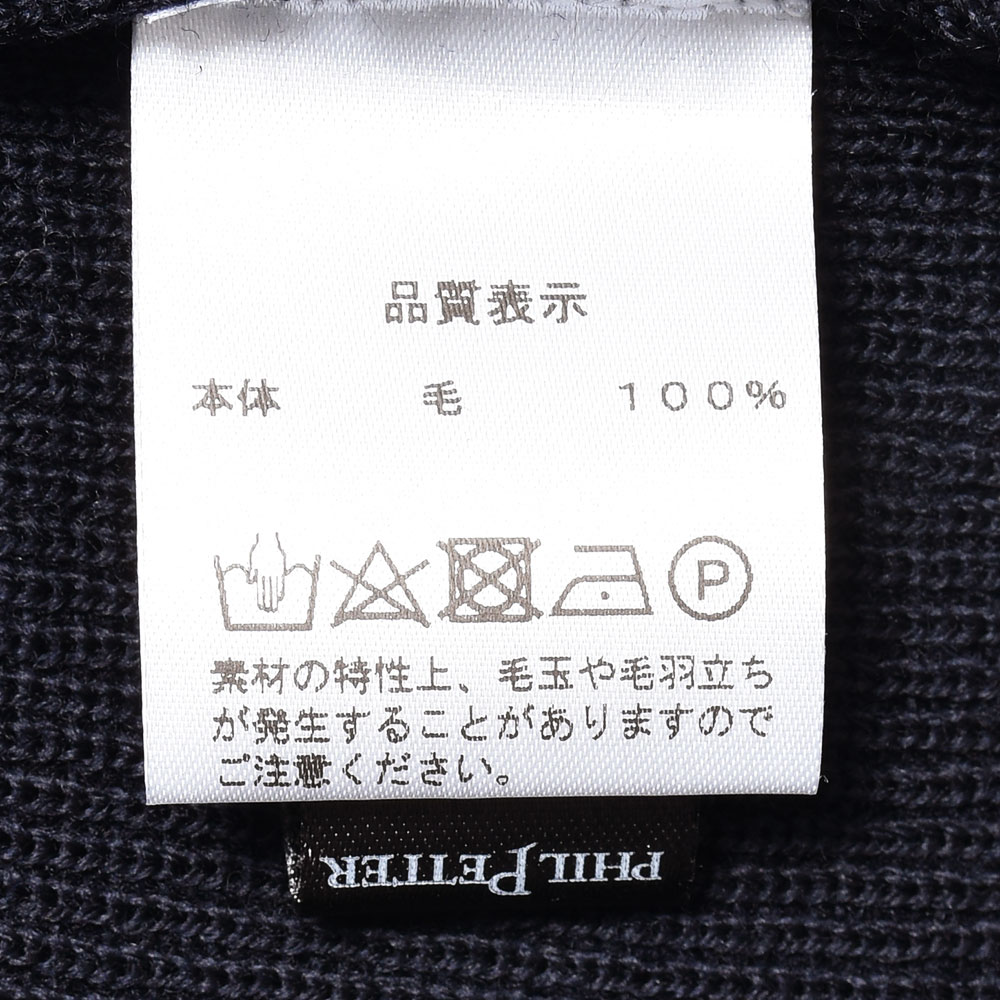 品質表示
本体 毛 100%
P
素材の特性上、毛玉や毛羽立ち
が発生することがありますので
ご注意ください。
PHIL PETTER